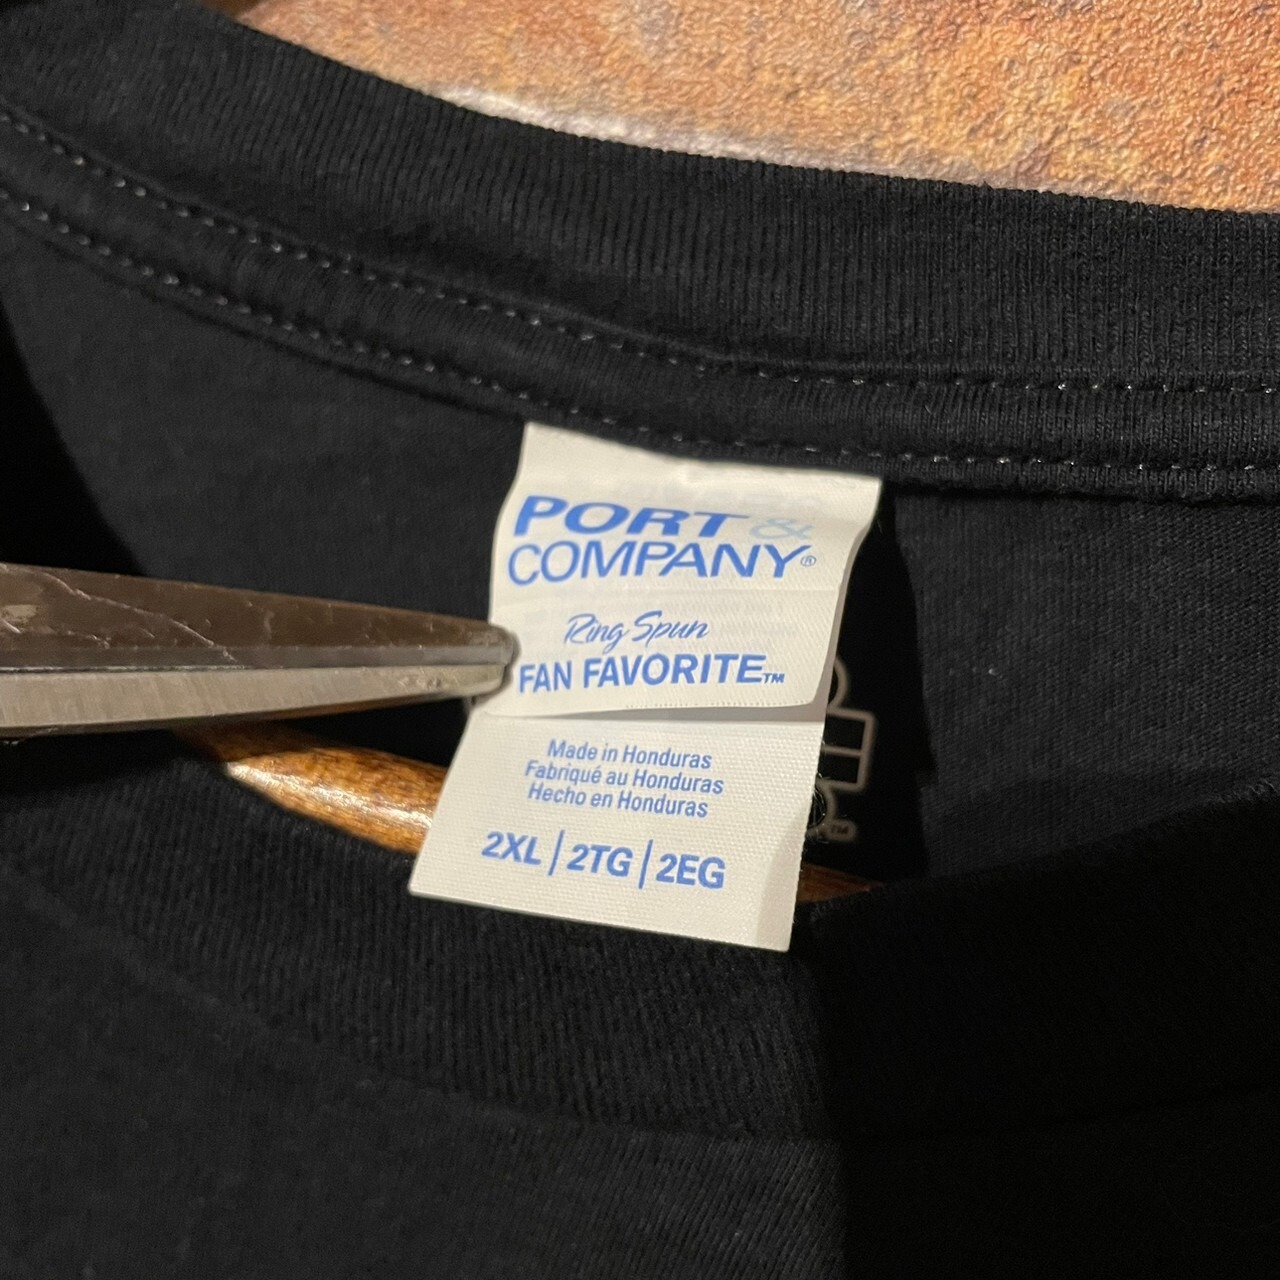 PORT &
COMPANY®
Ring Spun
FAN FAVORITE™
Made in Honduras
Fabriqué au Honduras
Hecho en Honduras
2XL | 2TG | 2EG